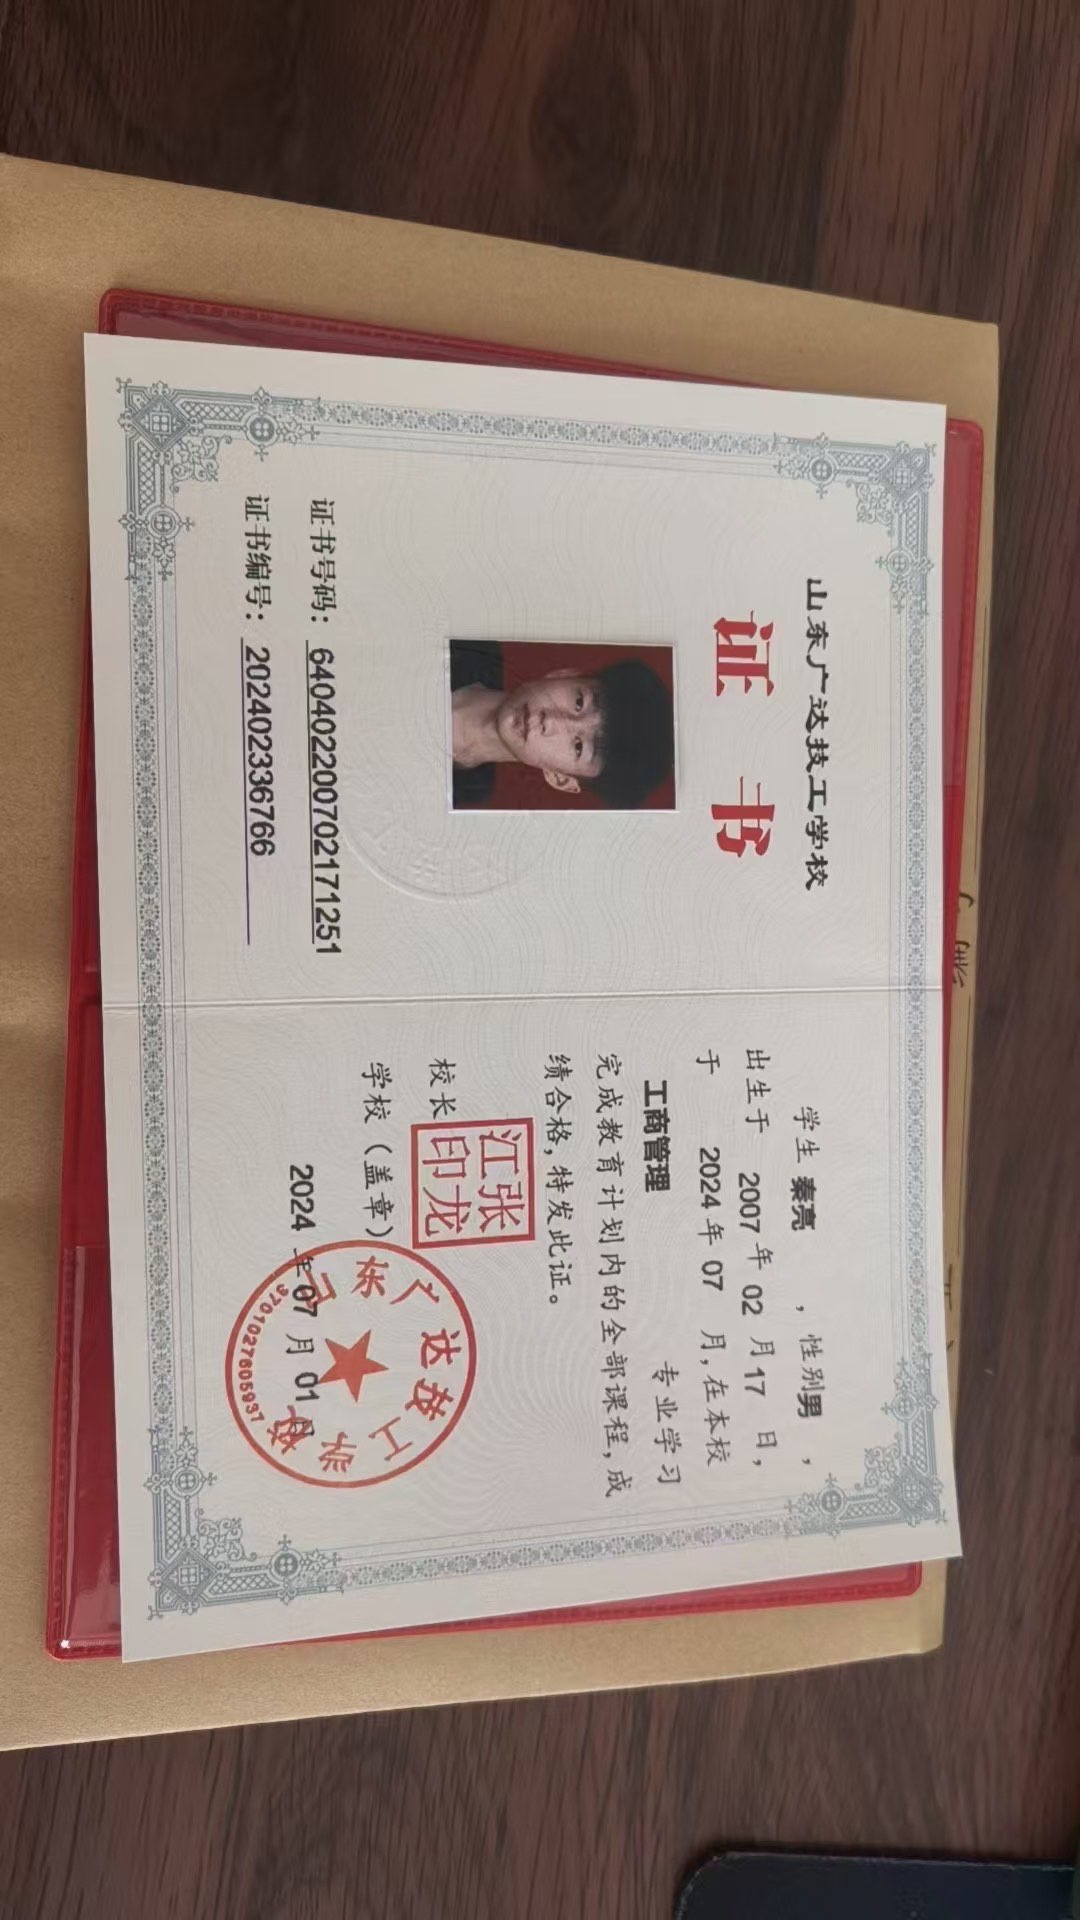 山东广达技工学校
证 书
证书号码：640402200702171251
证书编号：202402336766
学生 秦亮 ，性别男 ，
出生于 2007 年 02 月 17 日，
于 2024 年 07 月，在本校
工商管理 专业学习
完成教育计划内的全部课程，成
绩合格，特发此证。
校长
张江龙印
学校（盖章）
2024 年 07 月 01 日
山东广达技工学校
3701027605937